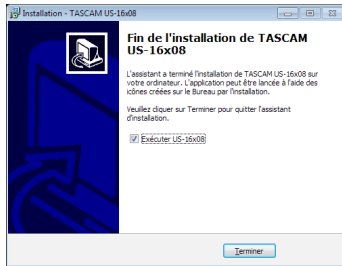 Installation - TASCAM US-16x08
Fin de l'installation de TASCAM
US-16x08
L'assistant a terminé l'installation de TASCAM US-16x08 sur
votre ordinateur. L'application peut être lancée à l'aide des
icônes créées sur le Bureau par l'installation.
Veuillez cliquer sur Terminer pour quitter l'assistant
d'installation.
Exécuter US-16x08
Terminer